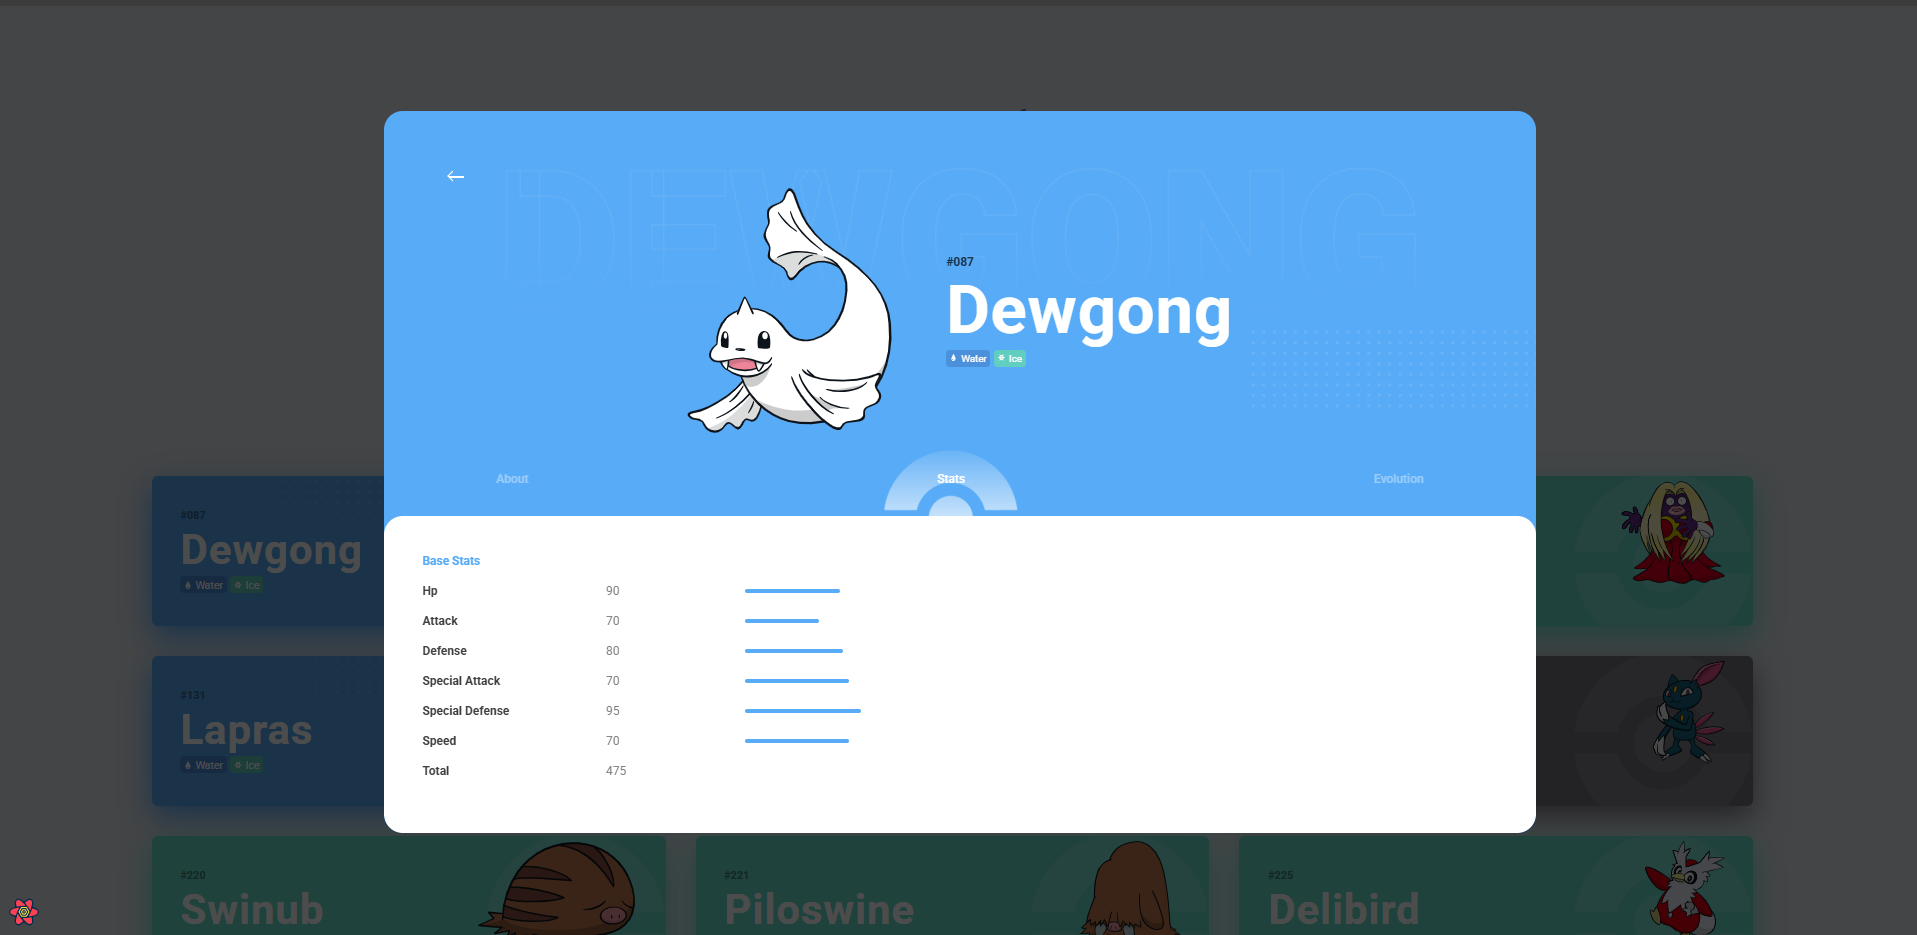 DEWGONG
#087
Dewgong
Water Ice
About Stats Evolution
Base Stats
Hp 90
Attack 70
Defense 80
Special Attack 70
Special Defense 95
Speed 70
Total 475
#087
Dewgong
Water Ice
#131
Lapras
Water Ice
#220 #221 #225
Swinub Piloswine Delibird